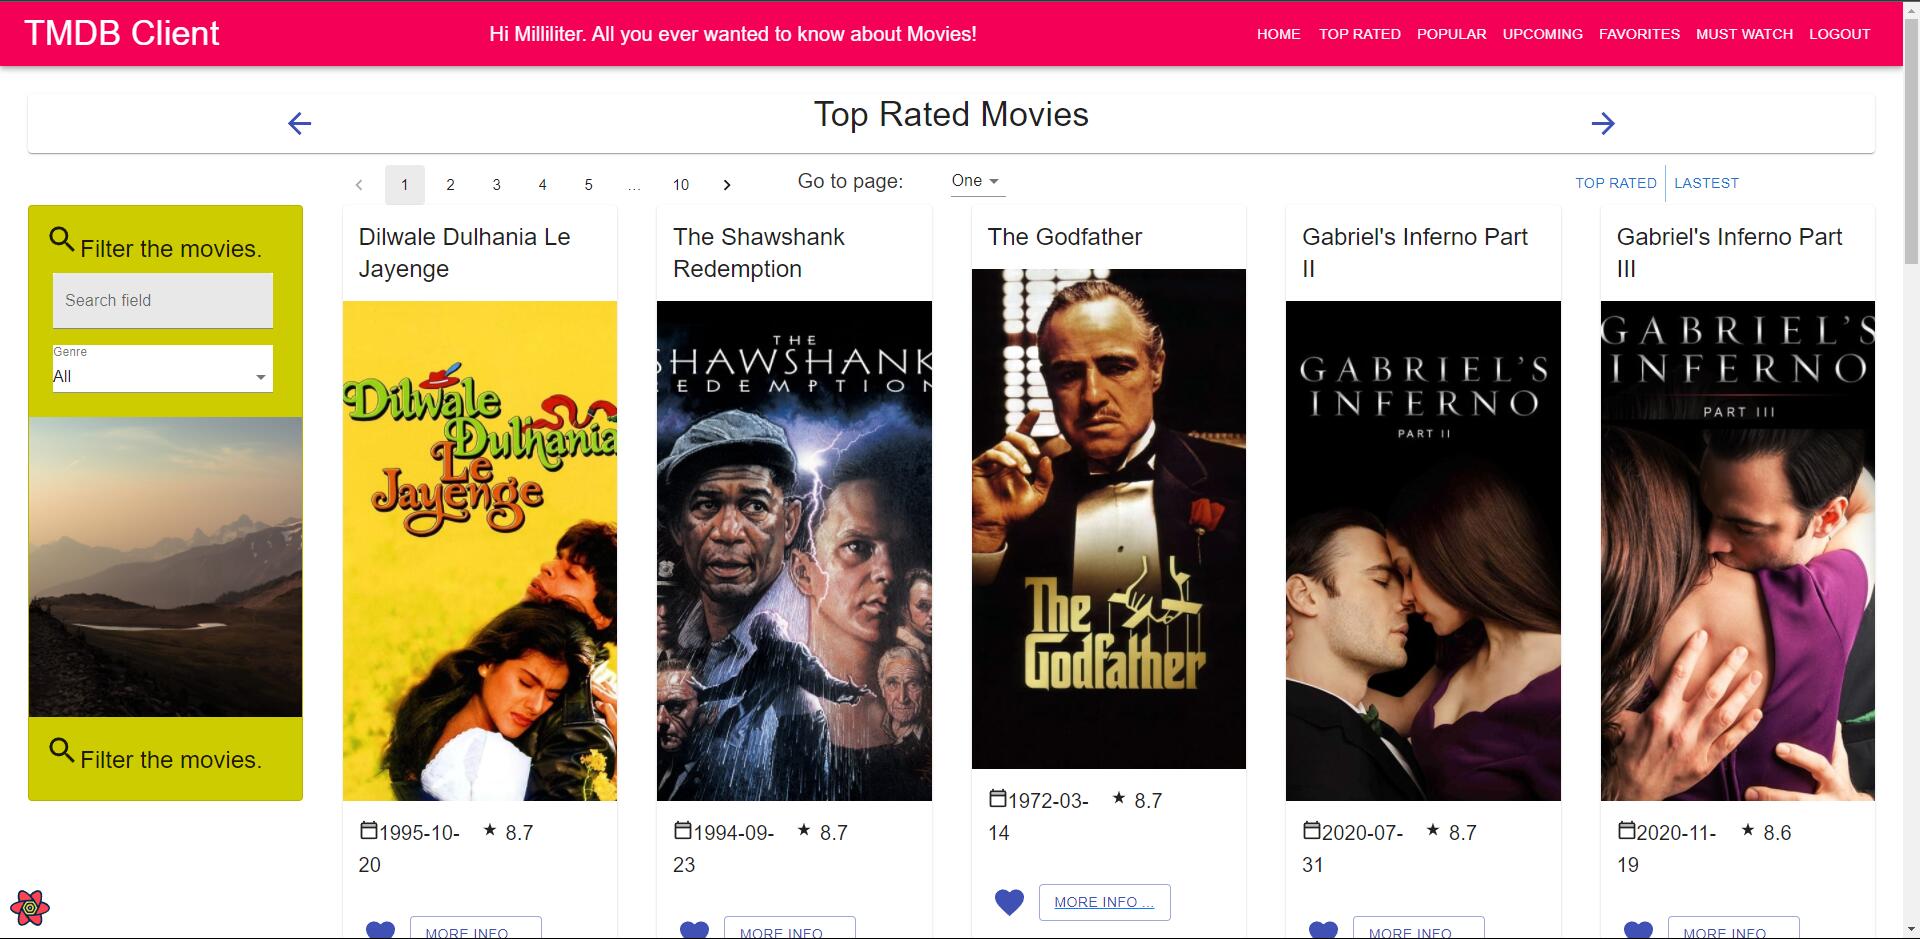 TMDB Client
Hi Milliliter. All you ever wanted to know about Movies!
HOME TOP RATED POPULAR UPCOMING FAVORITES MUST WATCH LOGOUT
Top Rated Movies
1 2 3 4 5 ... 10
Go to page: One
TOP RATED LASTEST
Filter the movies.
Search field
Genre
All
Filter the movies.
Dilwale Dulhania Le
Jayenge
Dilwale
Dulhania
Le
Jayenge
1995-10-
20
8.7
MORE INFO
The Shawshank
Redemption
THE
SHAWSHANK
REDEMPTION
1994-09-
23
8.7
MORE INFO
The Godfather
The
Godfather
1972-03-
14
8.7
MORE INFO ...
Gabriel's Inferno Part
II
GABRIEL'S
INFERNO
PART II
2020-07-
31
8.7
MORE INFO
Gabriel's Inferno Part
III
GABRIEL'S
INFERNO
PART III
2020-11-
19
8.6
MORE INFO